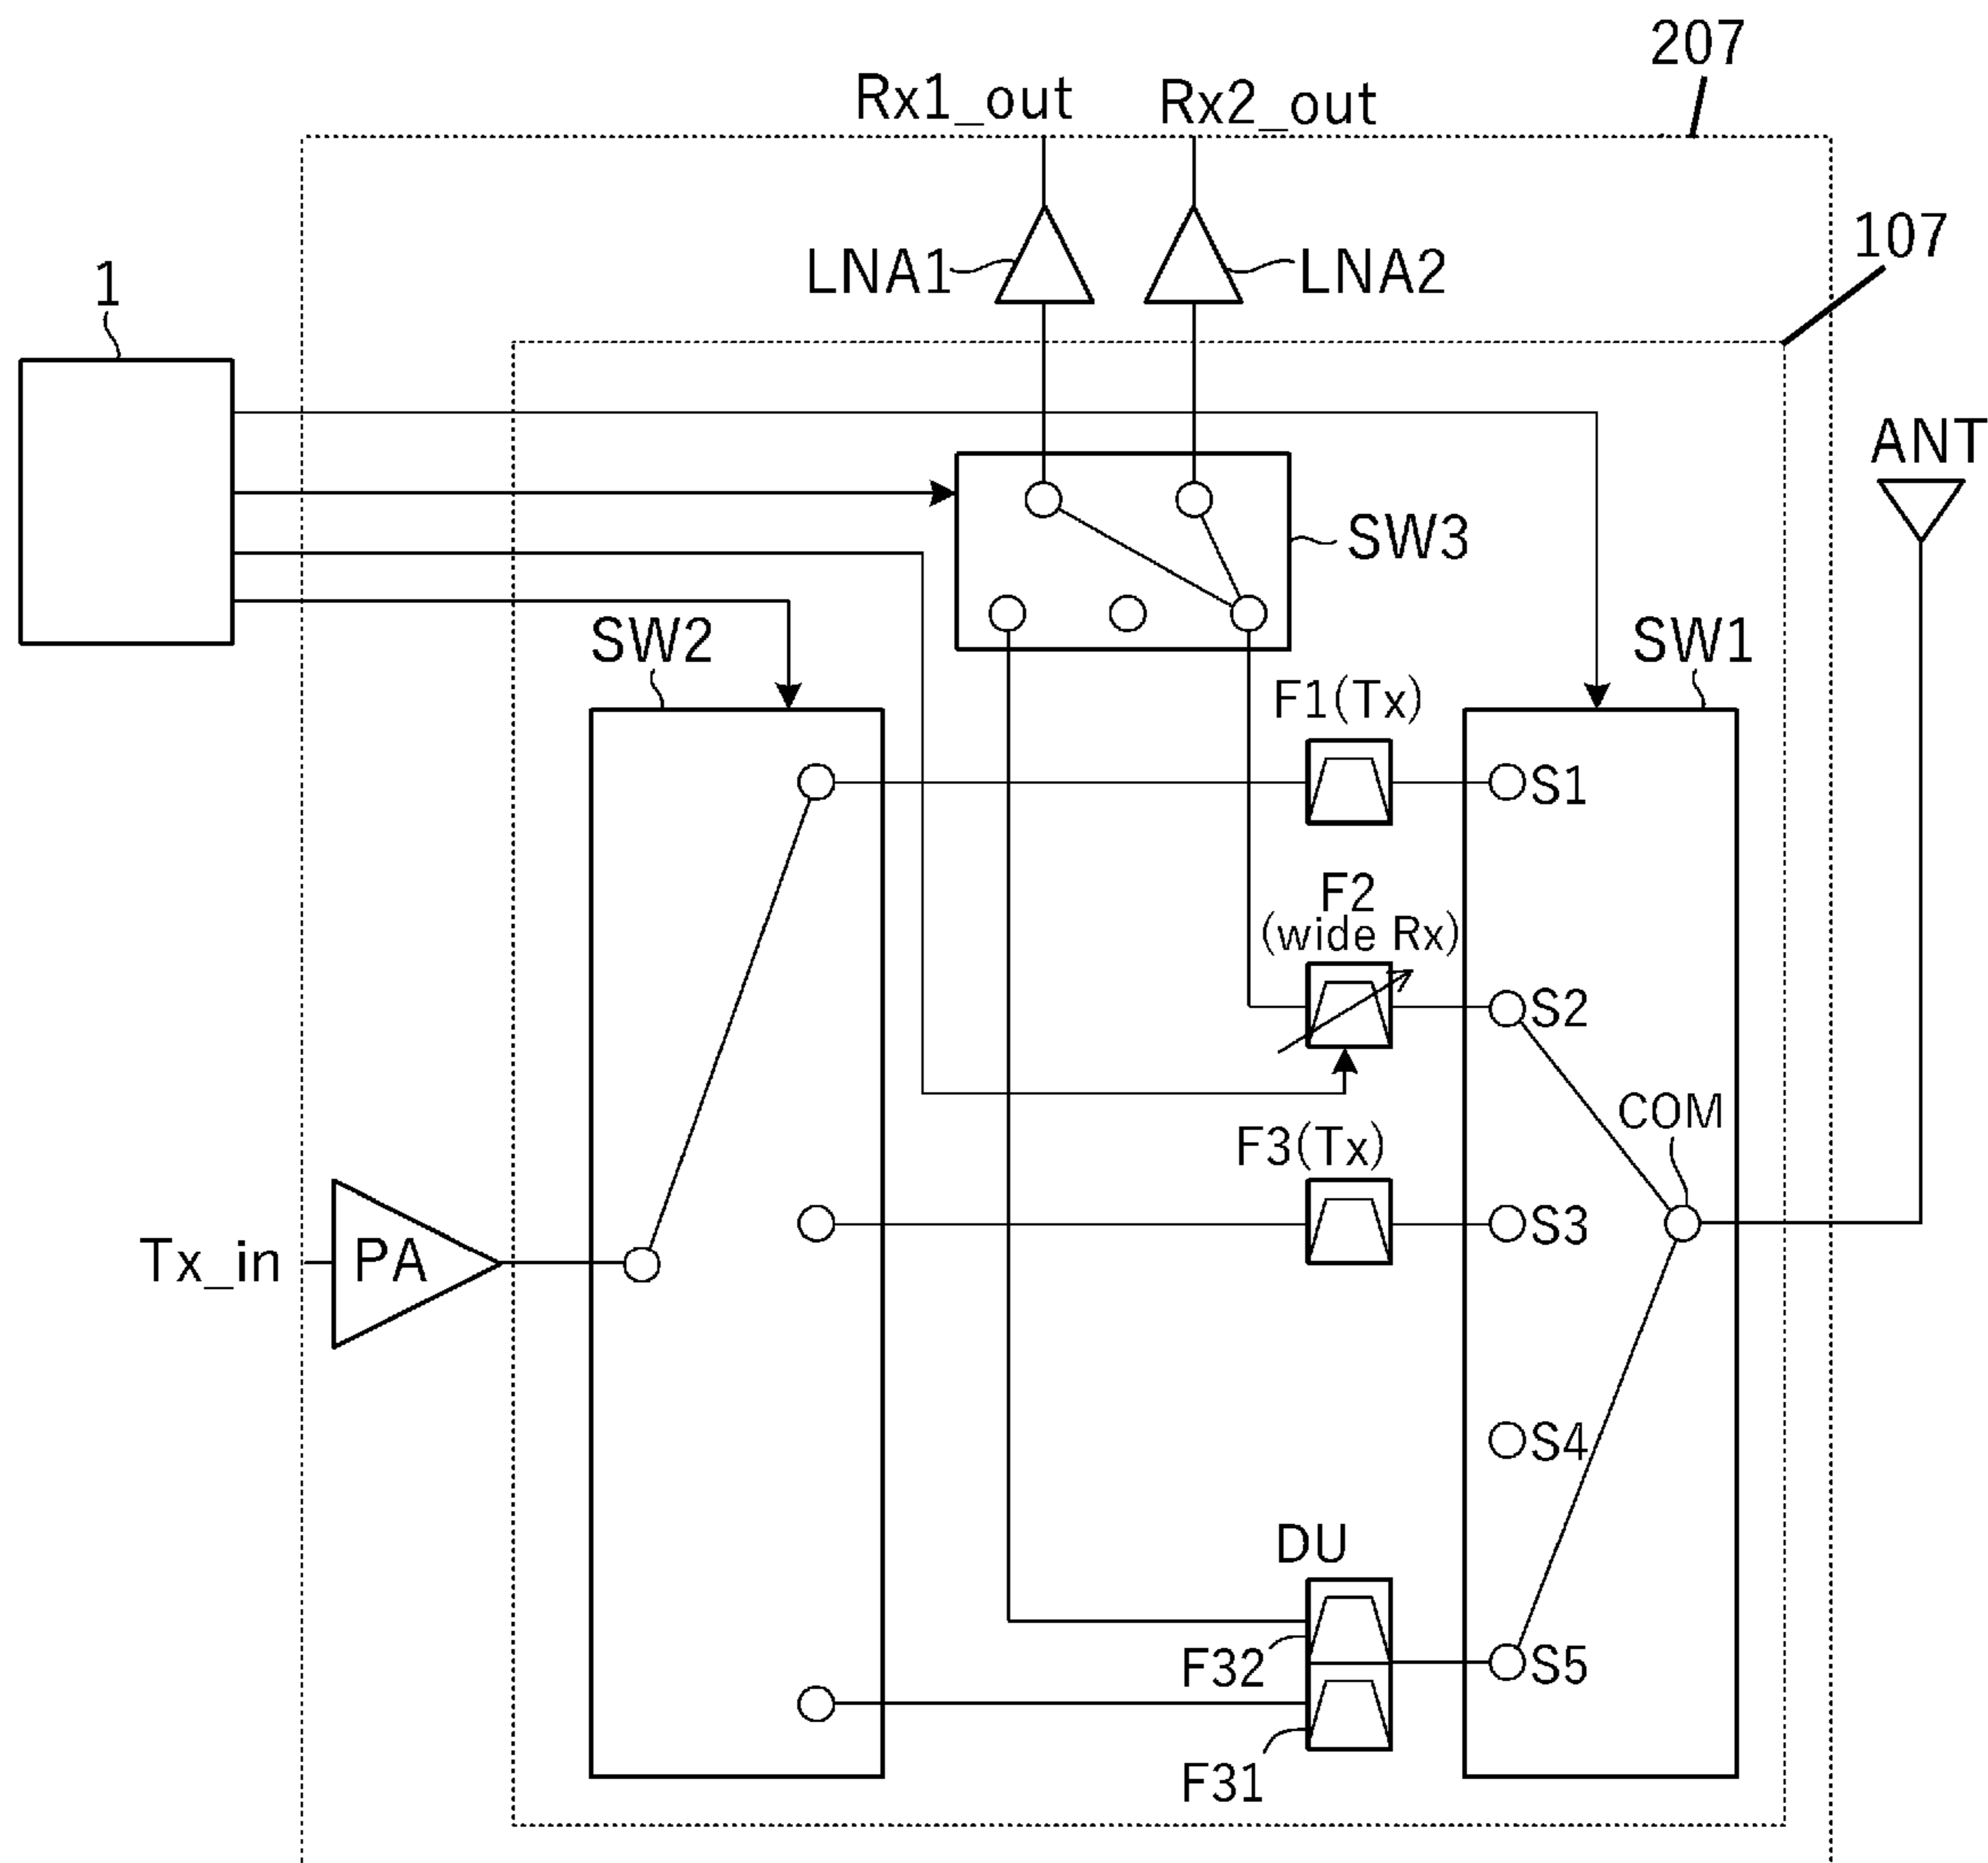 207
Rx1_out
Rx2_out
107
LNA1
LNA2
1
ANT
SW3
SW2
SW1
F1(Tx)
S1
F2
(wide Rx)
S2
COM
F3(Tx)
S3
Tx_in
PA
S4
DU
F32
S5
F31